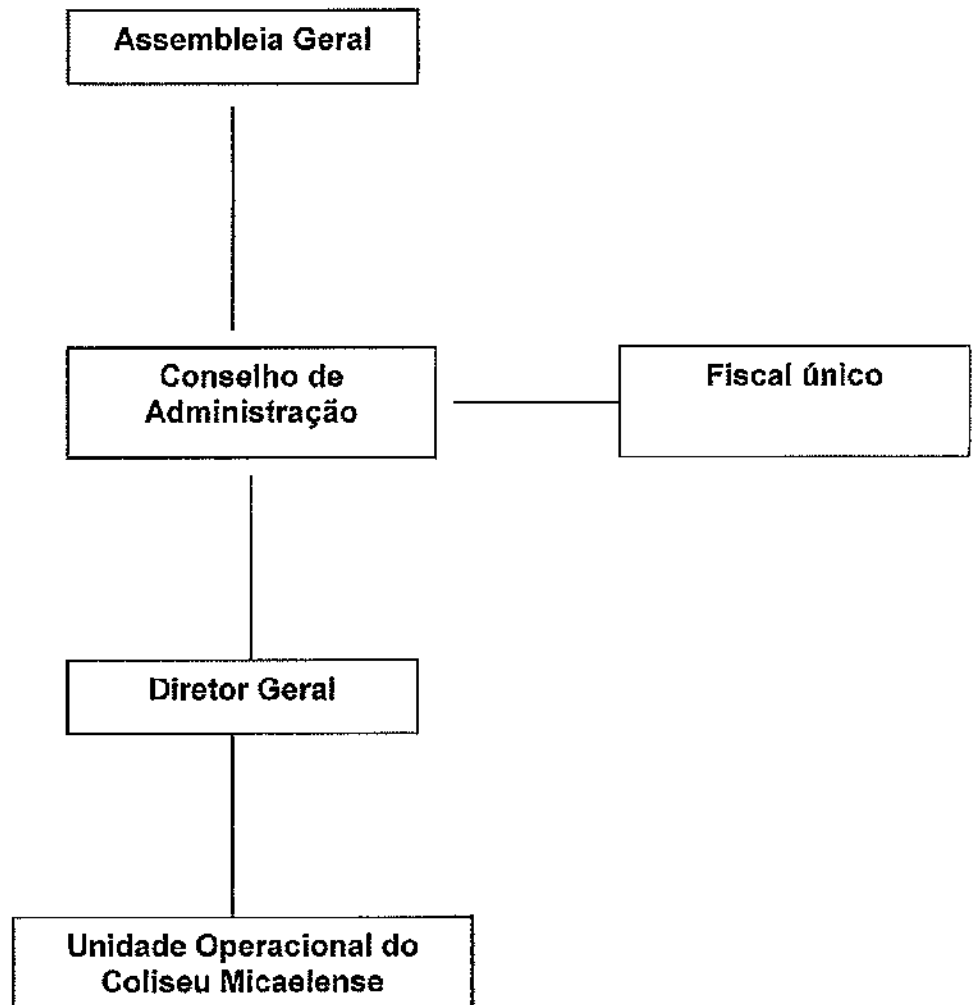 Assembleia Geral
Conselho de
Administração
Fiscal único
Diretor Geral
Unidade Operacional do
Coliseu Micaelense